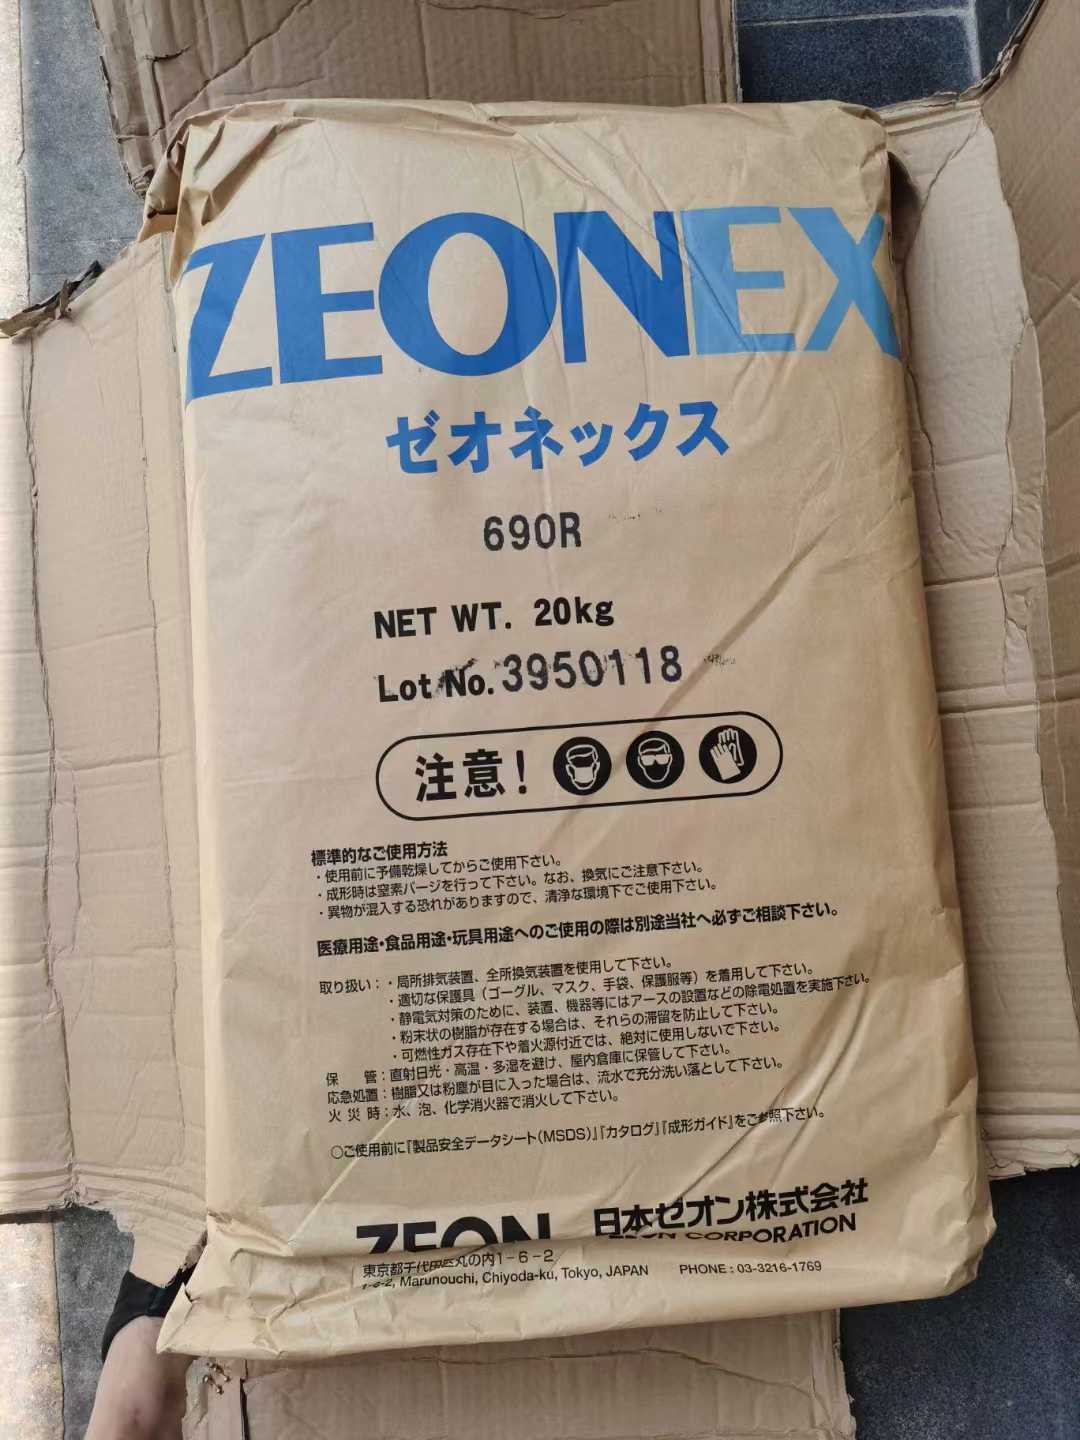 ZEONEX
ゼオネックス
690R
NET WT. 20kg
Lot No. 3950118
注意!
標準的なご使用方法
・使用前に予備乾燥してからご使用下さい。
・成形時は窒素パージを行って下さい。なお、換気にご注意下さい。
・異物が混入する恐れがありますので、清浄な環境下でご使用下さい。
医療用途・食品用途・玩具用途へのご使用の際は別途当社へ必ずご相談下さい。
取り扱い:・局所排気装置、全所換気装置を使用して下さい。
・適切な保護具(ゴーグル、マスク、手袋、保護服等)を着用して下さい。
・静電気対策のために、装置、機器等にはアースの設置などの除電処置を実施下さい。
・粉末状の樹脂が存在する場合は、それらの滞留を防止して下さい。
・可燃性ガス存在下や着火源付近では、絶対に使用しないで下さい。
保 管:直射日光・高温・多湿を避け、屋内倉庫に保管して下さい。
応急処置:樹脂又は粉塵が目に入った場合は、流水で充分洗い落として下さい。
火 災 時:水、泡、化学消火器で消火して下さい。
○ご使用前に『製品安全データシート(MSDS)』『カタログ』『成形ガイド』をご参照下さい。
ZEON 日本ゼオン株式会社
ZEON CORPORATION
東京都千代田区丸の内1-6-2
1-6-2, Marunouchi, Chiyoda-ku, Tokyo, JAPAN PHONE : 03-3216-1769